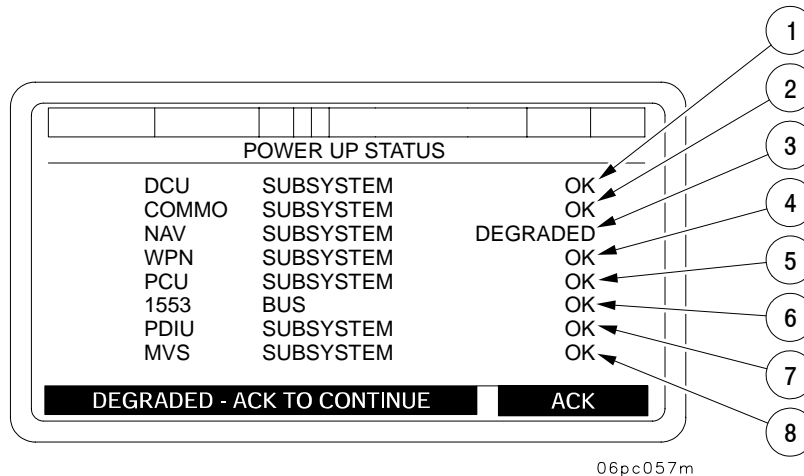 POWER UP STATUS
DCU SUBSYSTEM OK
COMMO SUBSYSTEM OK
NAV SUBSYSTEM DEGRADED
WPN SUBSYSTEM OK
PCU SUBSYSTEM OK
1553 BUS OK
PDIU SUBSYSTEM OK
MVS SUBSYSTEM OK
DEGRADED - ACK TO CONTINUE ACK
1
2
3
4
5
6
7
8
06pc057m